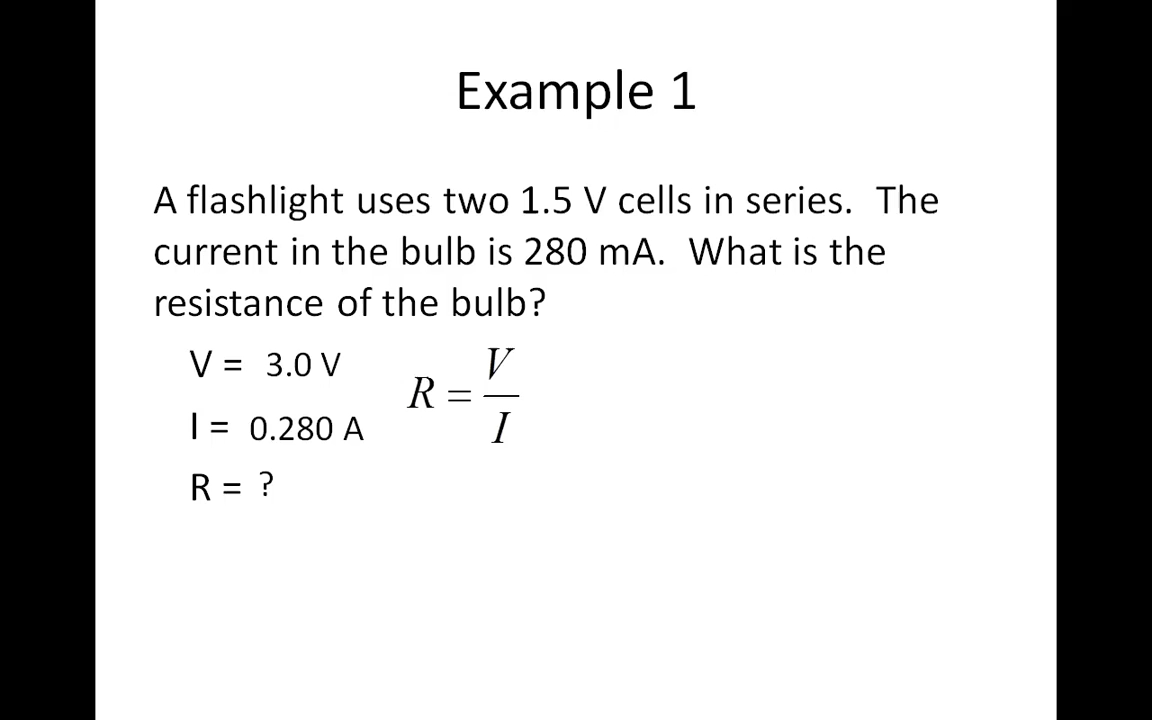 Example 1
A flashlight uses two 1.5 V cells in series.  The
current in the bulb is 280 mA.  What is the
resistance of the bulb?
V = 3.0 V
I = 0.280 A
R = ?
R = V/I